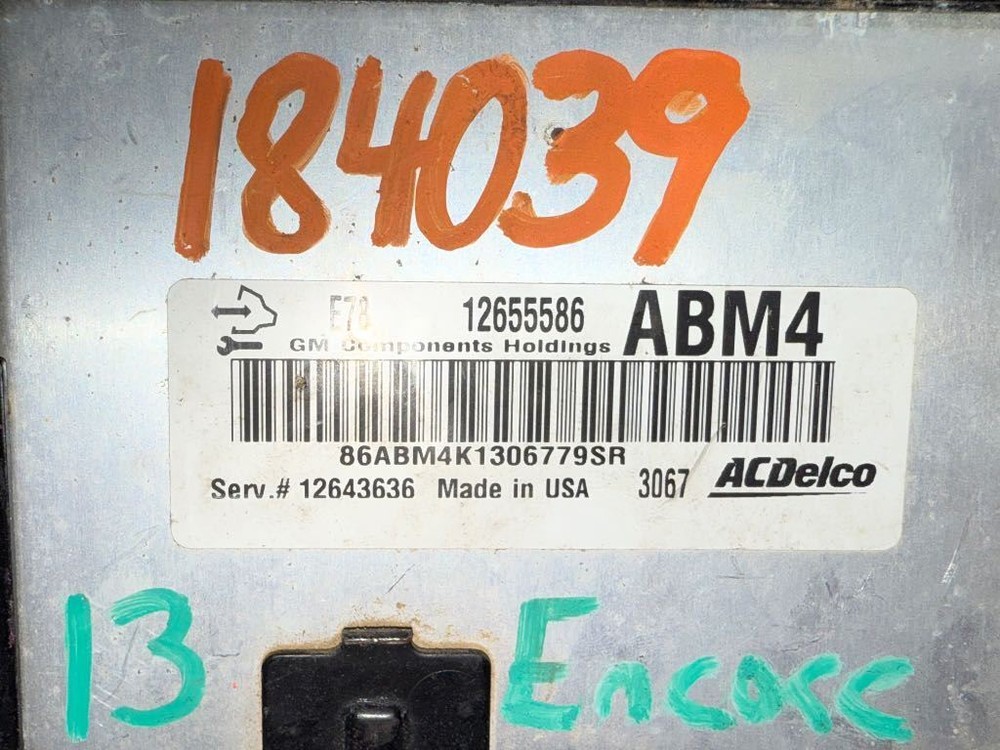 184039
E78 12655586 ABM4
GM Components Holdings
86ABM4K1306779SR
Serv.# 12643636 Made in USA 3067 ACDelco
13 Encore